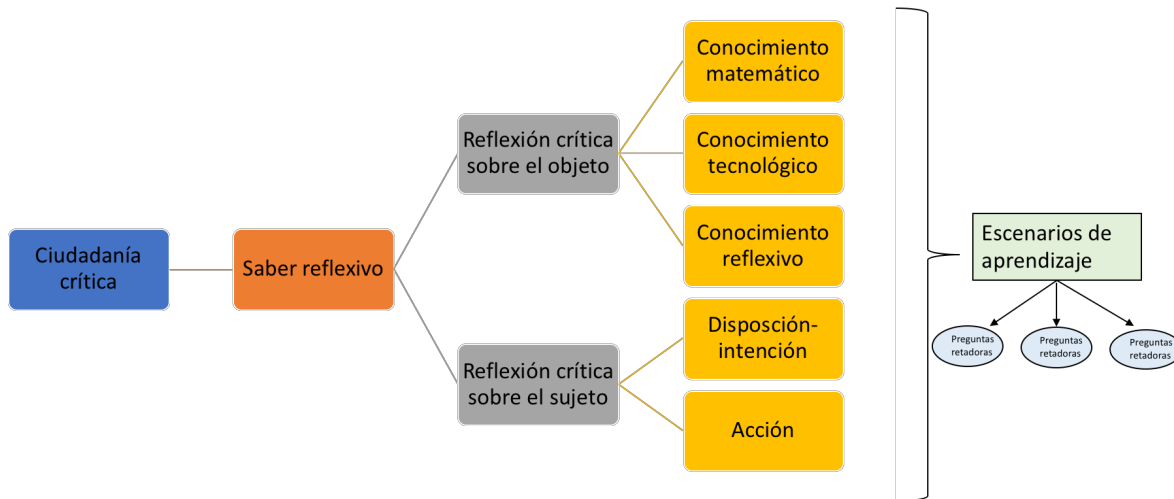 Ciudadanía
crítica
Saber reflexivo
Reflexión crítica
sobre el objeto
Conocimiento
matemático
Conocimiento
tecnológico
Conocimiento
reflexivo
Reflexión crítica
sobre el sujeto
Disposción-
intención
Acción
Escenarios de
aprendizaje
Preguntas
retadoras
Preguntas
retadoras
Preguntas
retadoras